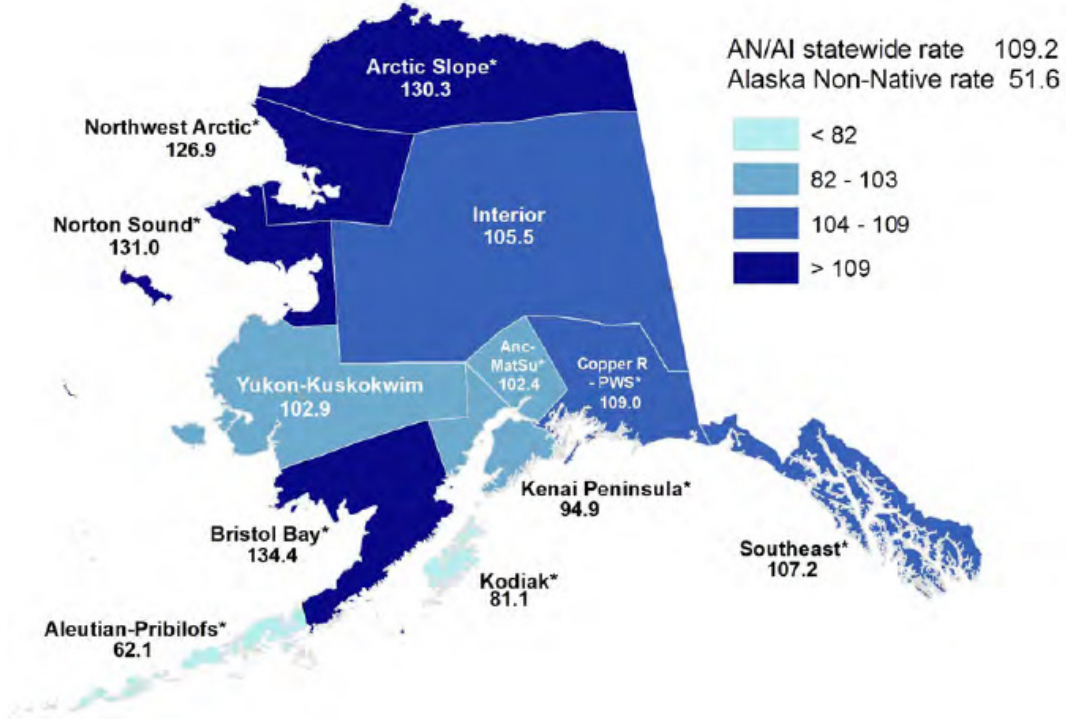 AN/AI statewide rate 109.2
Alaska Non-Native rate 51.6
< 82
82 - 103
104 - 109
> 109
Arctic Slope*
130.3
Northwest Arctic*
126.9
Norton Sound*
131.0
Interior
105.5
Anc-
MatSu*
102.4
Copper R
- PWS*
109.0
Yukon-Kuskokwim
102.9
Kenai Peninsula*
94.9
Bristol Bay*
134.4
Southeast*
107.2
Kodiak*
81.1
Aleutian-Pribilofs*
62.1